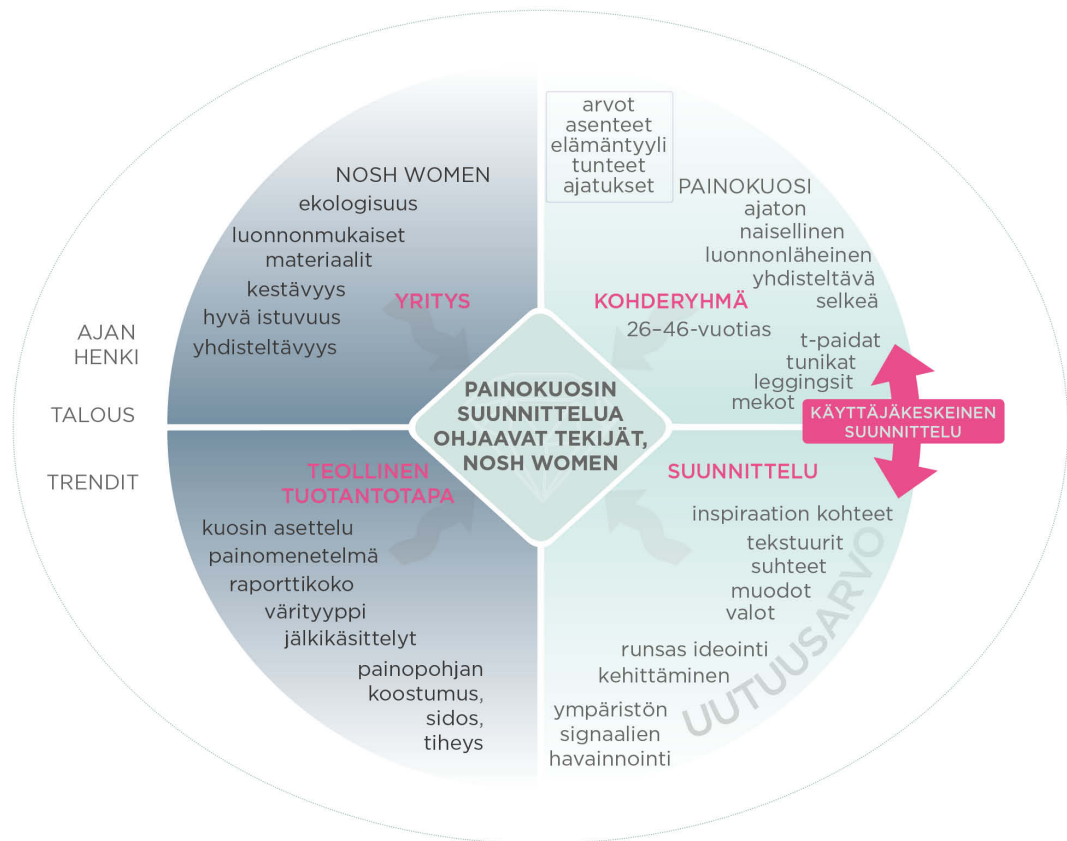 AJAN
HENKI
TALOUS
TRENDIT
NOSH WOMEN
ekologisuus
luonnonmukaiset
materiaalit
kestävyys
hyvä istuvuus
yhdisteltävyys
YRITYS
arvot
asenteet
elämäntyyli
tunteet
ajatukset
PAINOKUOSI
ajaton
naisellinen
luonnonläheinen
yhdisteltävä
selkeä
KOHDERYHMÄ
26–46-vuotias
t-paidat
tunikat
leggingsit
mekot
KÄYTTÄJÄKESKEINEN
SUUNNITTELU
PAINOKUOSIN
SUUNNITTELUA
OHJAAVAT TEKIJÄT,
NOSH WOMEN
TEOLLINEN
TUOTANTOTAPA
kuosin asettelu
painomenetelmä
raporttikoko
värityyppi
jälkikäsittelyt
painopohjan
koostumus,
sidos,
tiheys
SUUNNITTELU
inspiraation kohteet
tekstuurit
suhteet
muodot
valot
runsas ideointi
kehittäminen
ympäristön
signaalien
havainnointi
UUTUUSARVO